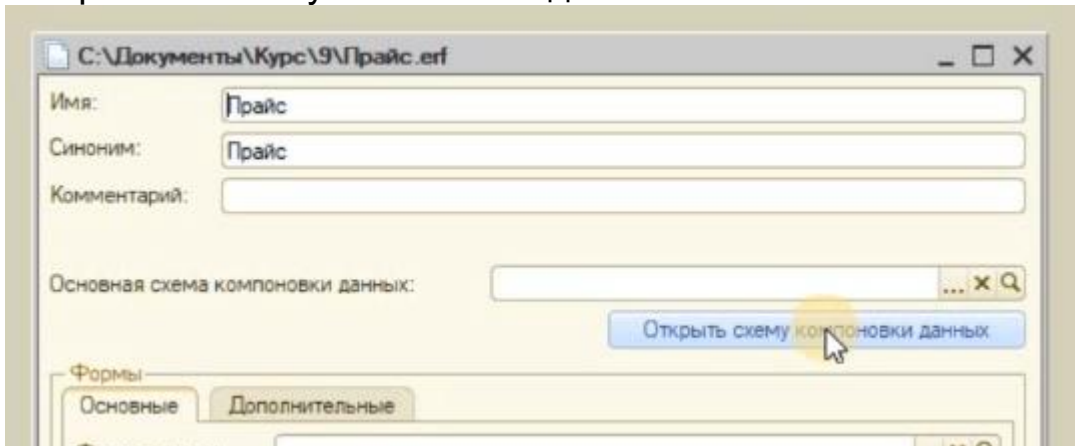 C:\Документы\Курс\9\Прайс.erf
Имя: Прайс
Синоним: Прайс
Комментарий:
Основная схема компоновки данных: ...
Открыть схему компоновки данных
Формы
Основные Дополнительные